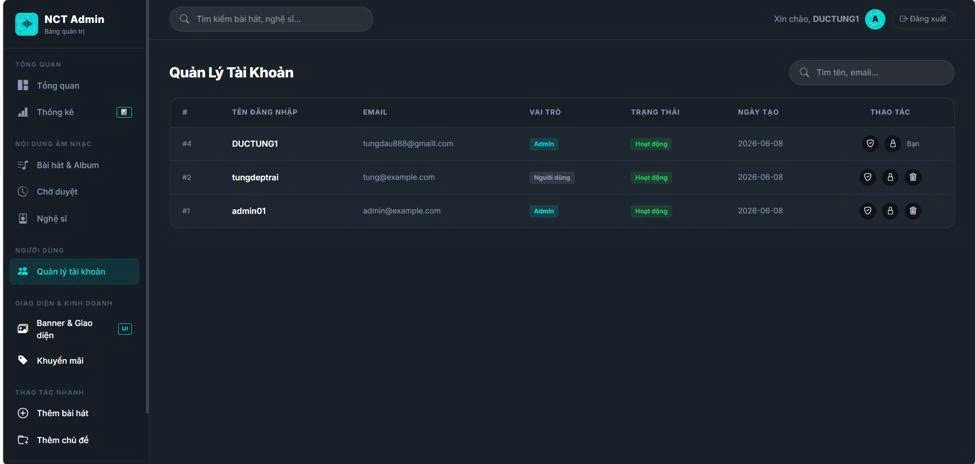 NCT Admin
Bảng quản trị
Tìm kiếm bài hát, nghệ sĩ...
Xin chào, DUCTUNG1
A
Đăng xuất
TỔNG QUAN
Tổng quan
Thống kê
NỘI DUNG ÂM NHẠC
Bài hát & Album
Chờ duyệt
Nghệ sĩ
NGƯỜI DÙNG
Quản lý tài khoản
GIAO DIỆN & KINH DOANH
Banner & Giao
diện
UI
Khuyến mãi
THAO TÁC NHANH
Thêm bài hát
Thêm chủ đề
Quản Lý Tài Khoản
Tìm tên, email...
# TÊN ĐĂNG NHẬP EMAIL VAI TRÒ TRẠNG THÁI NGÀY TẠO THAO TÁC
#4 DUCTUNG1 tungdau888@gmaill.com Admin Hoạt động 2026-06-08 Bạn
#2 tungdeptrai tung@example.com Người dùng Hoạt động 2026-06-08
#1 admin01 admin@example.com Admin Hoạt động 2026-06-08